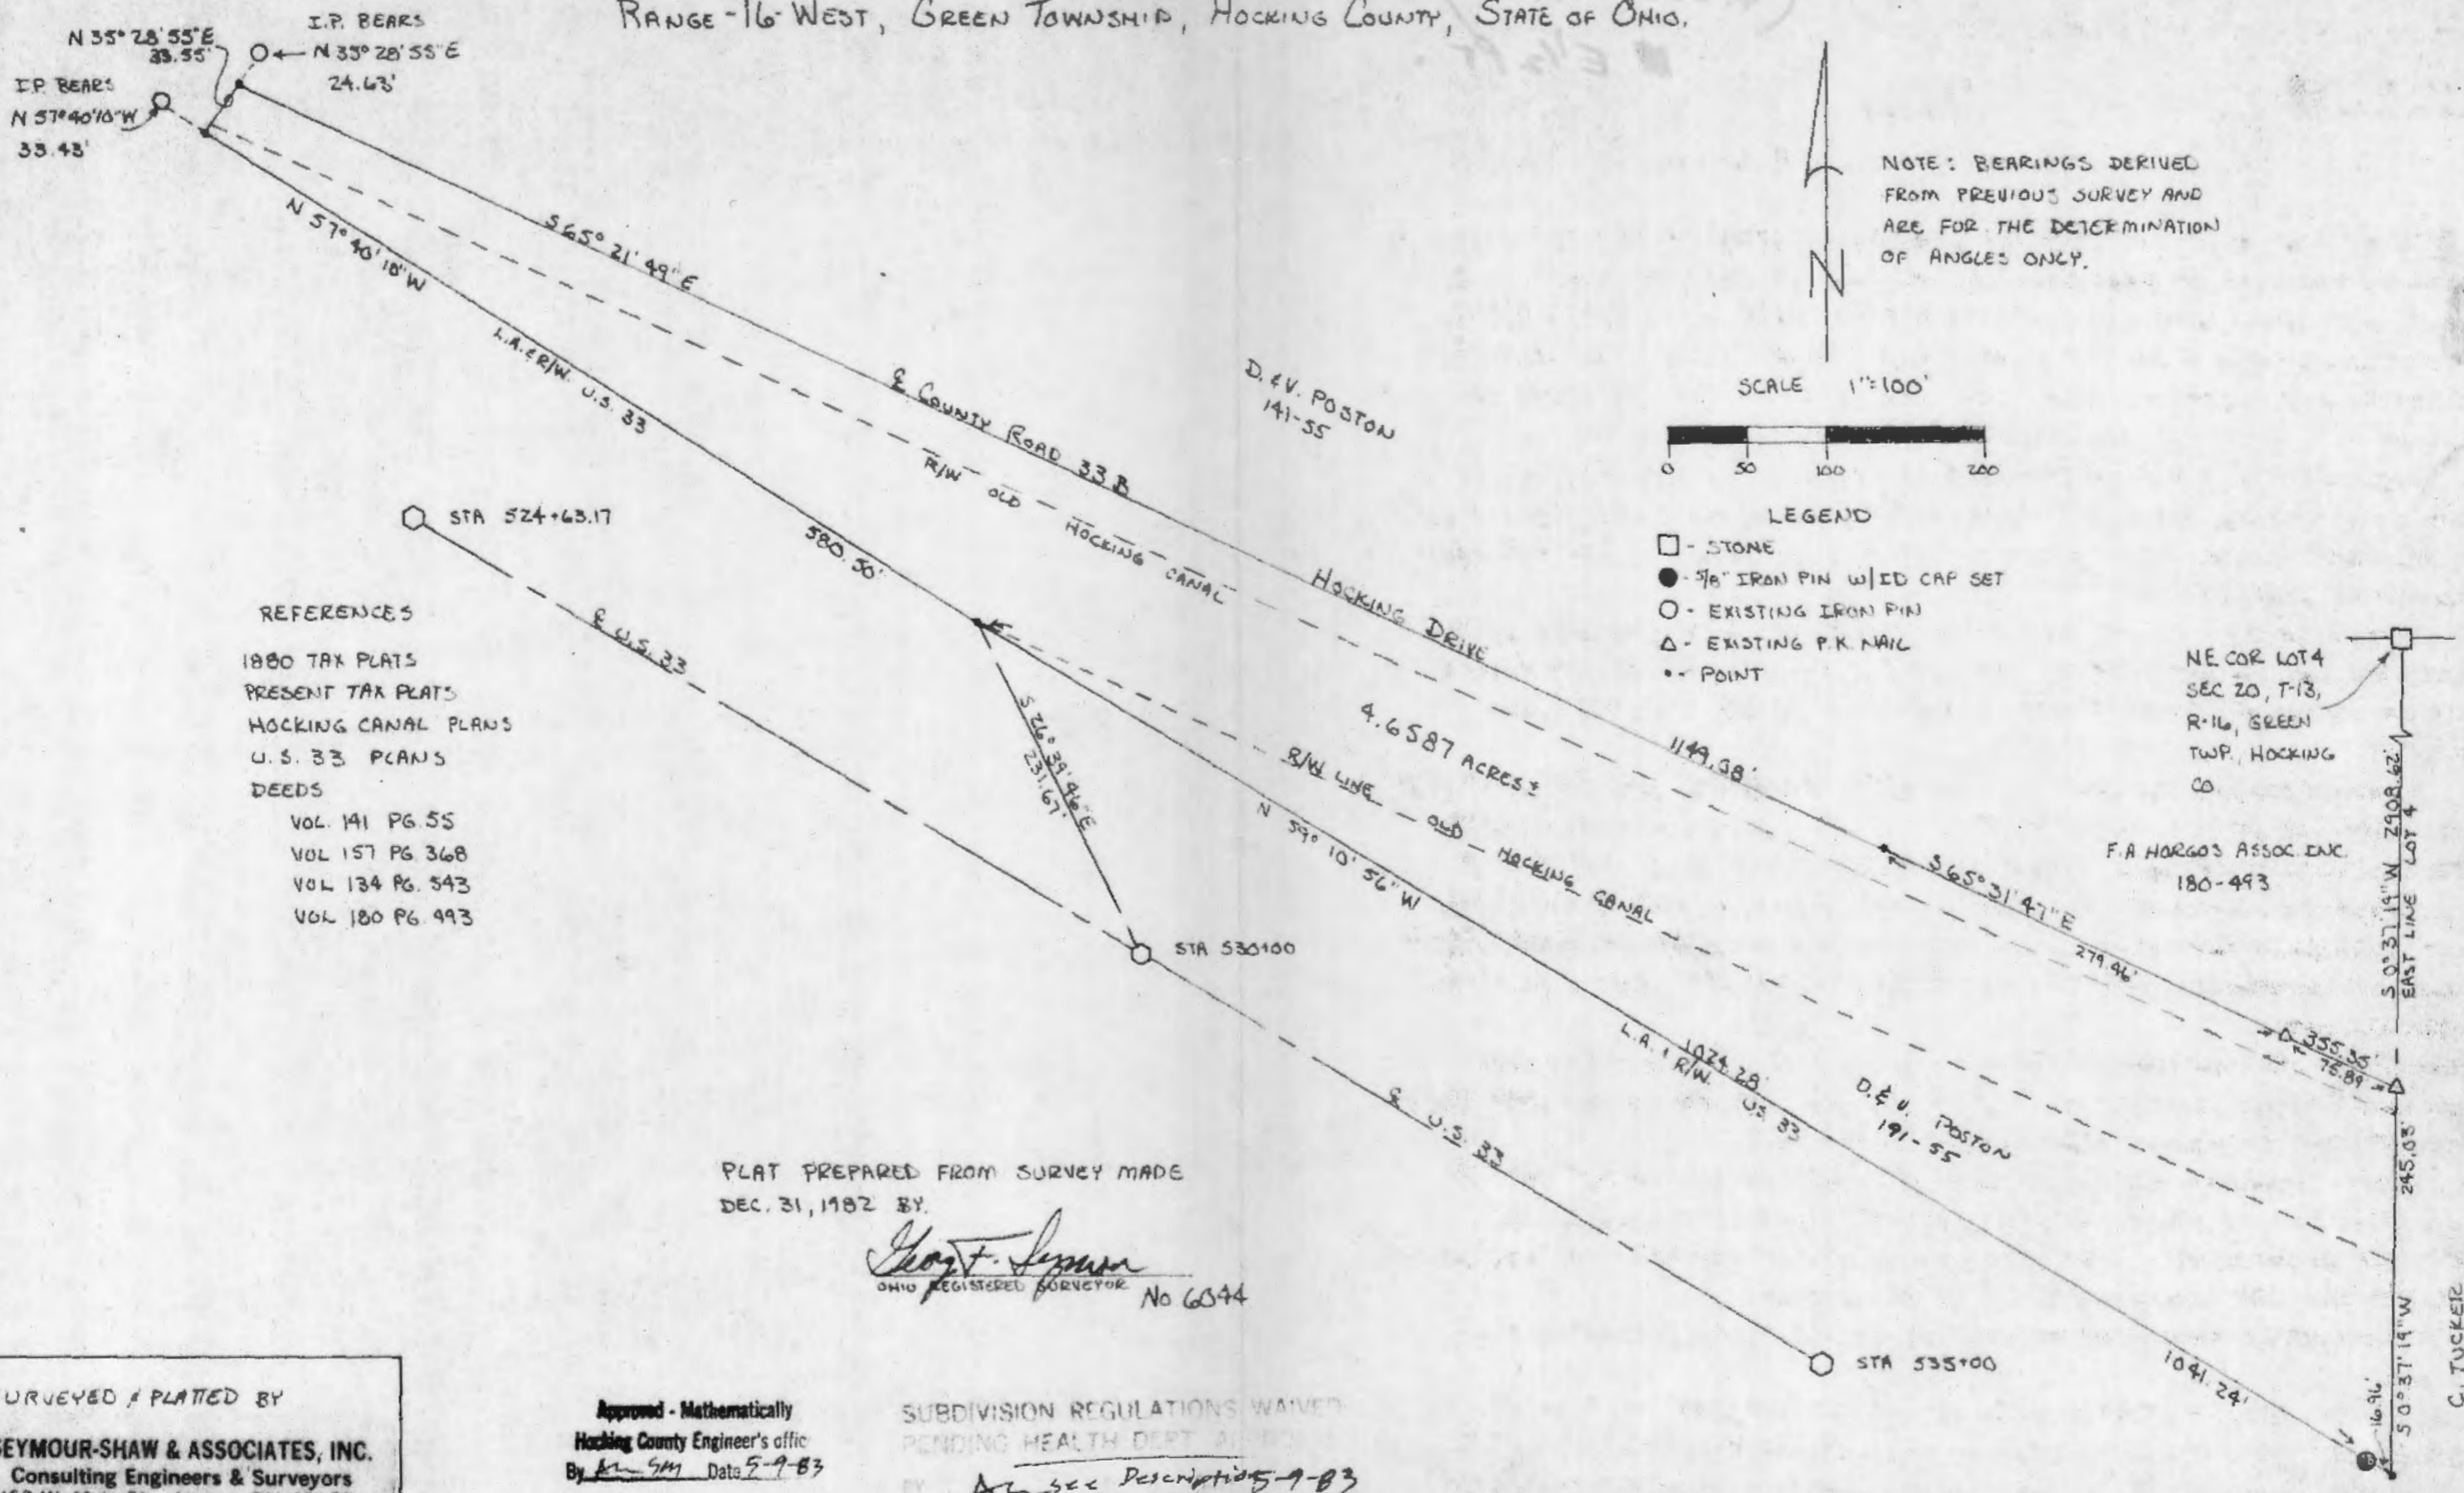 RANGE-16-WEST, GREEN TOWNSHIP, HOCKING COUNTY, STATE OF OHIO.
N 35° 28' 55" E
33.55'
I.P. BEARS
N 35° 28' 55" E
24.63'
I.P. BEARS
N 57° 40' 10" W
33.43'
N 57° 40' 10" W
S 65° 21' 49" E
L.A. & R/W. U.S. 33
580.50'
℄ COUNTY ROAD 33 B
HOCKING DRIVE
R/W OLD HOCKING CANAL
D. & V. POSTON
141-55
N
NOTE: BEARINGS DERIVED
FROM PREVIOUS SURVEY AND
ARE FOR THE DETERMINATION
OF ANGLES ONLY.
SCALE 1"=100'
0 50 100 200
LEGEND
□ - STONE
● - 5/8" IRON PIN W/ID CAP SET
○ - EXISTING IRON PIN
△ - EXISTING P.K. NAIL
• - POINT
STA 524+63.17
℄ U.S. 33
REFERENCES
1880 TAX PLATS
PRESENT TAX PLATS
HOCKING CANAL PLANS
U.S. 33 PLANS
DEEDS
VOL. 141 PG. 55
VOL 157 PG. 368
VOL 134 PG. 543
VOL 180 PG. 493
S 26° 39' 46" E
231.67'
4.6587 ACRES±
R/W LINE OLD HOCKING CANAL
N 59° 10' 56" W
1149.38'
S 65° 31' 47" E
279.46'
355.35'
75.89'
NE COR LOT 4
SEC 20, T-13,
R-16, GREEN
TWP., HOCKING
CO.
F.A HORGOS ASSOC. INC.
180-493
S 0° 37' 19" W 2908.62'
EAST LINE LOT 4
245.03'
STA 530+00
1024.28'
L.A. & R/W. U.S. 33
D. & V. POSTON
141-55
℄ U.S. 33
STA 535+00
1041.24'
16.96'
S 0° 37' 19" W
C. TUCKER
PLAT PREPARED FROM SURVEY MADE
DEC. 31, 1982 BY.
OHIO REGISTERED SURVEYOR No 6044
URVEYED & PLATTED BY
SEYMOUR-SHAW & ASSOCIATES, INC.
Consulting Engineers & Surveyors
Approved - Mathematically
Hocking County Engineer's offic
By Date 5-9-83
SUBDIVISION REGULATIONS WAIVED
PENDING HEALTH DEPT
BY see Description 5-9-83